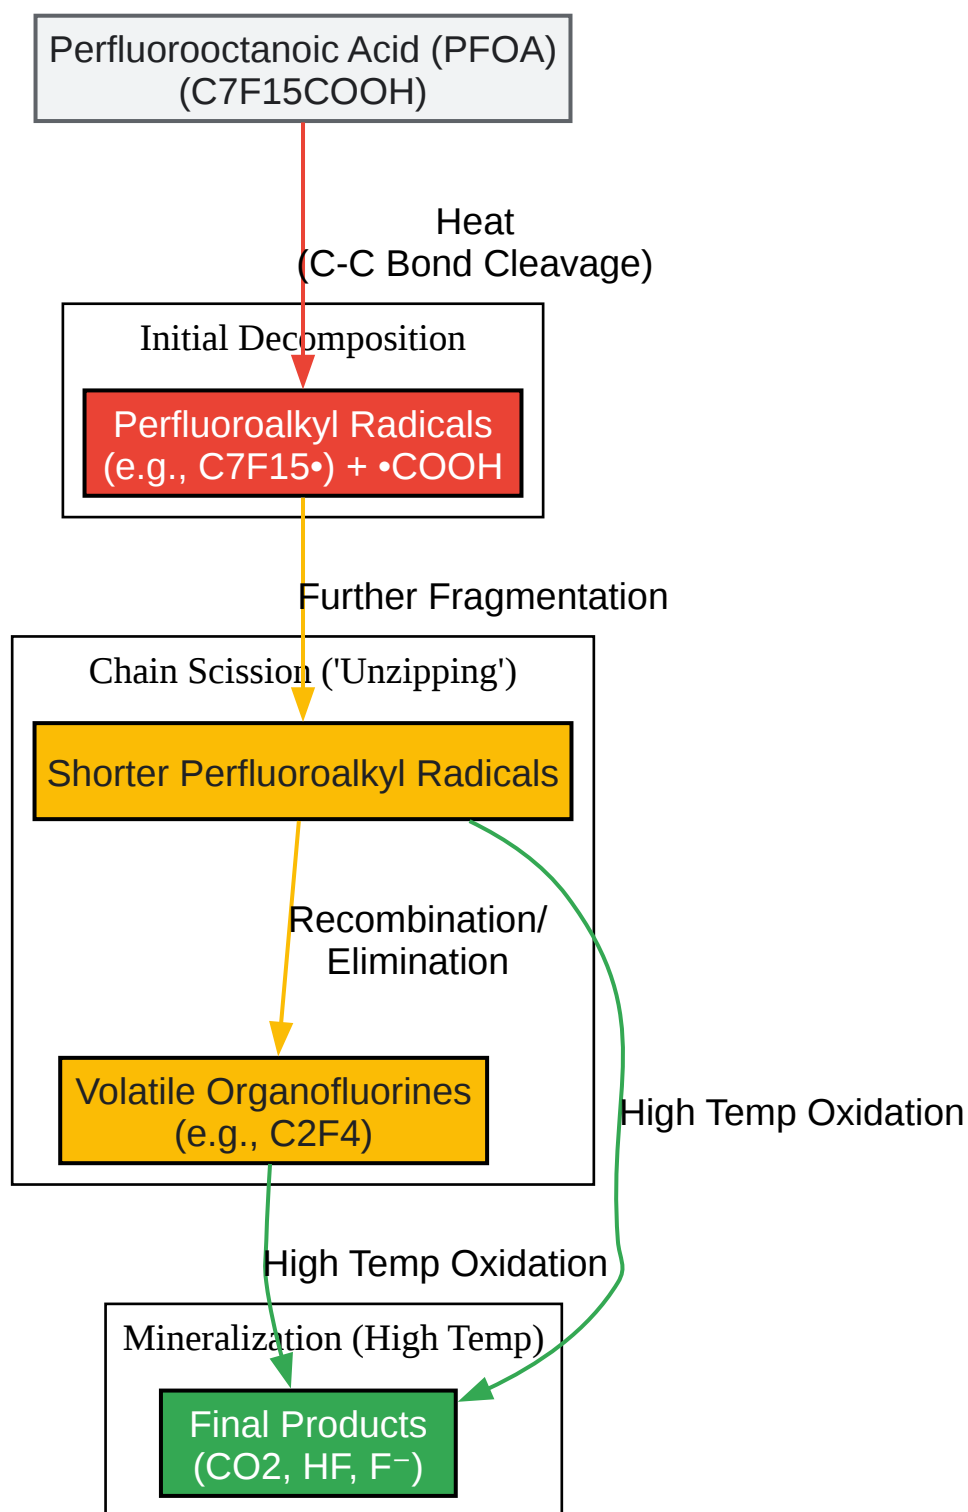 Perfluorooctanoic Acid (PFOA)
(C7F15COOH)
Heat
(C-C Bond Cleavage)
Initial Decomposition
Perfluoroalkyl Radicals
(e.g., C7F15•) + •COOH
Further Fragmentation
Chain Scission ('Unzipping')
Shorter Perfluoroalkyl Radicals
Recombination/
Elimination
Volatile Organofluorines
(e.g., C2F4)
High Temp Oxidation
High Temp Oxidation
Mineralization (High Temp)
Final Products
(CO2, HF, F⁻)